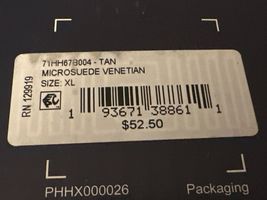 71HH67B004 - TAN
MICROSUEDE VENETIAN
SIZE: XL
RN 129919
1 93671 38861 1
$52.50
PHHX000026 Packaging